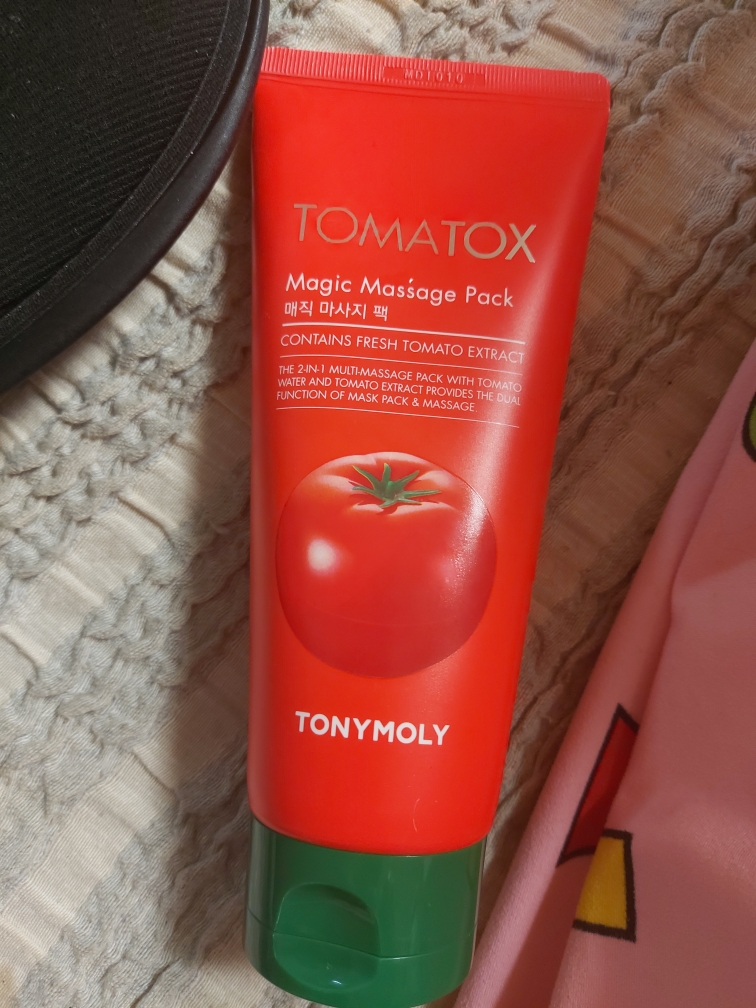 MD1010
TOMATOX
Magic Massage Pack
매직 마사지 팩
CONTAINS FRESH TOMATO EXTRACT
THE 2-IN-1 MULTI-MASSAGE PACK WITH TOMATO
WATER AND TOMATO EXTRACT PROVIDES THE DUAL
FUNCTION OF MASK PACK & MASSAGE
TONYMOLY